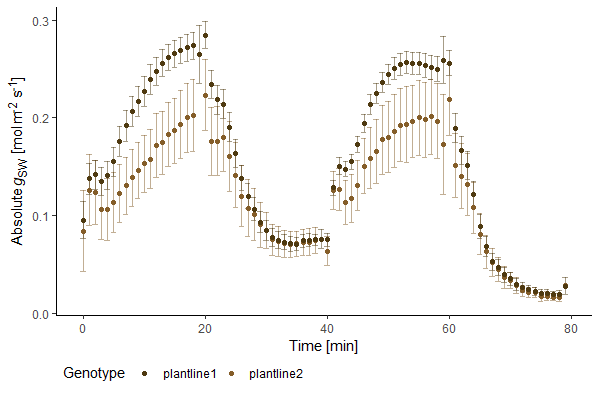 Absolute gSW [mol m-2 s-1]
0.3
0.2
0.1
0.0
0 20 40 60 80
Time [min]
Genotype plantline1 plantline2